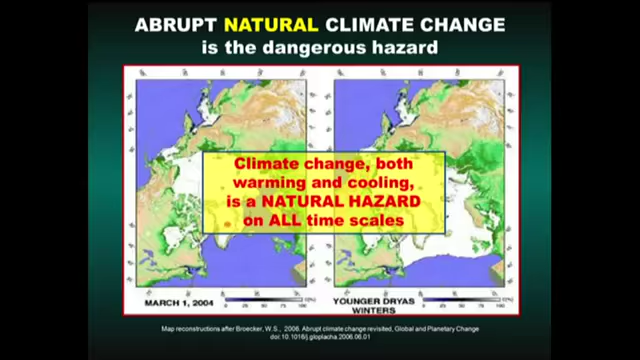 ABRUPT NATURAL CLIMATE CHANGE
is the dangerous hazard
Climate change, both
warming and cooling,
is a NATURAL HAZARD
on ALL time scales
MARCH 1, 2004
YOUNGER DRYAS
WINTERS
Map reconstructions after Broecker, W.S., 2006. Abrupt climate change revisited, Global and Planetary Change
doi:10.1016/j.gloplacha.2006.06.01